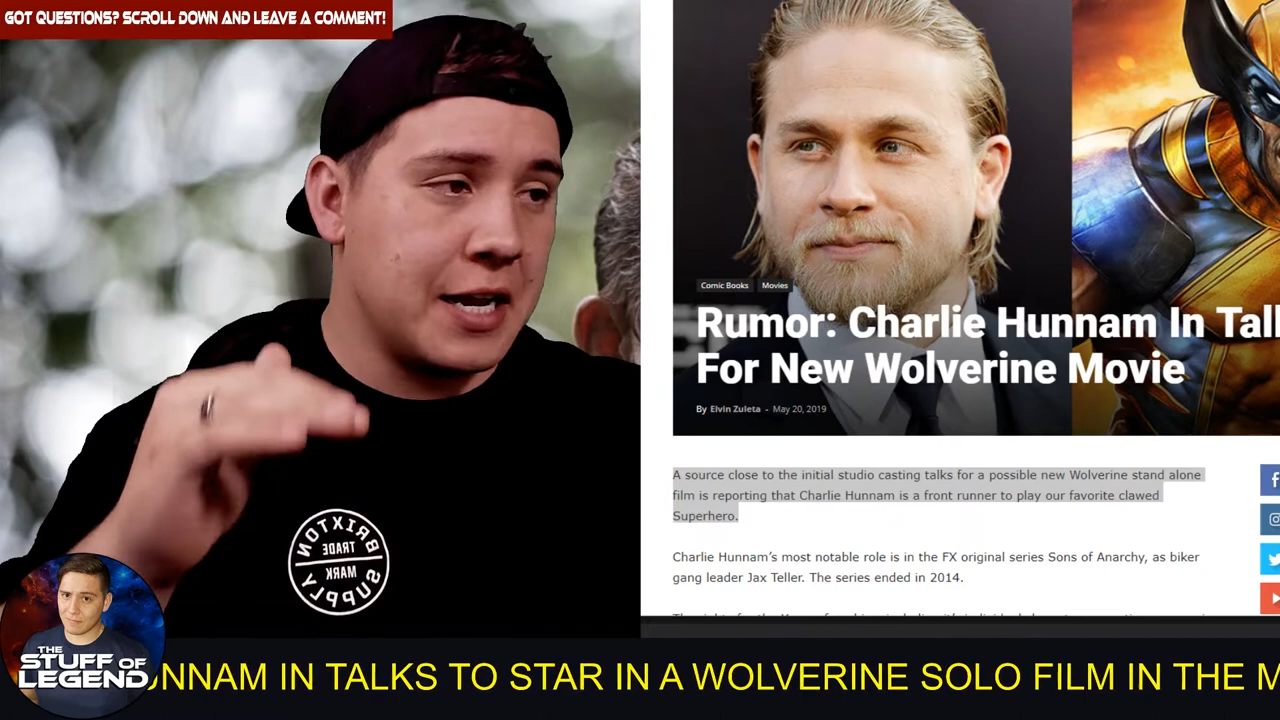 GOT QUESTIONS? SCROLL DOWN AND LEAVE A COMMENT!
Comic Books Movies
Rumor: Charlie Hunnam In Tal
For New Wolverine Movie
By Elvin Zuleta - May 20, 2019
A source close to the initial studio casting talks for a possible new Wolverine stand alone
film is reporting that Charlie Hunnam is a front runner to play our favorite clawed
Superhero.
Charlie Hunnam's most notable role is in the FX original series Sons of Anarchy, as biker
gang leader Jax Teller. The series ended in 2014.
BRIXTON
TRADE
MARK
SUPPLY
THE
STUFF OF
LEGEND
UNNAM IN TALKS TO STAR IN A WOLVERINE SOLO FILM IN THE M